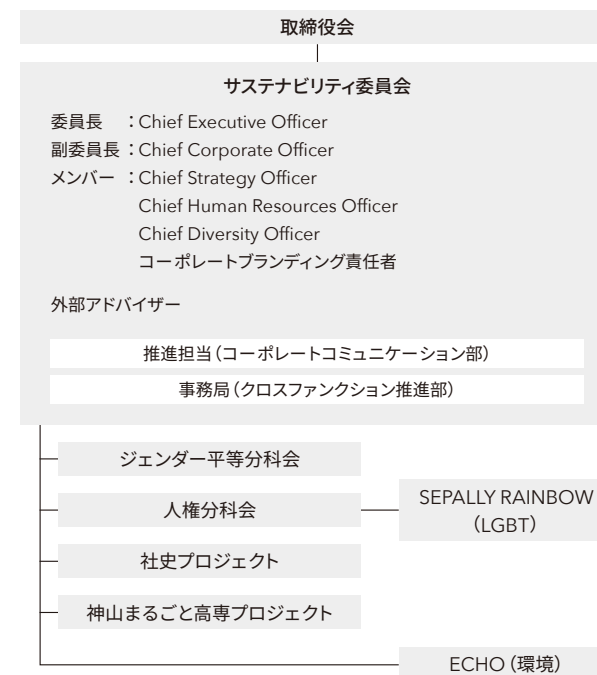 取締役会
サステナビリティ委員会
委員長　：Chief Executive Officer
副委員長：Chief Corporate Officer
メンバー　：Chief Strategy Officer
Chief Human Resources Officer
Chief Diversity Officer
コーポレートブランディング責任者
外部アドバイザー
推進担当（コーポレートコミュニケーション部）
事務局（クロスファンクション推進部）
ジェンダー平等分科会
人権分科会
SEPALLY RAINBOW
（LGBT）
社史プロジェクト
神山まるごと高専プロジェクト
ECHO（環境）